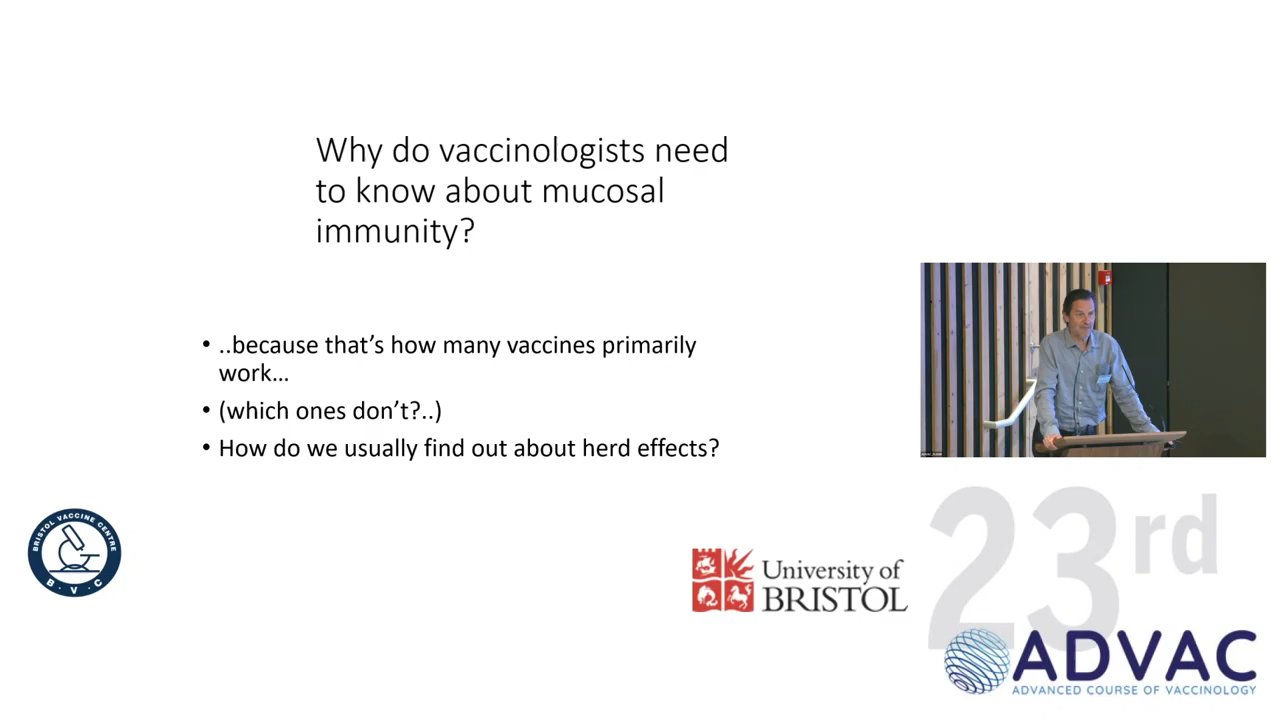 Why do vaccinologists need
to know about mucosal
immunity?
• ..because that's how many vaccines primarily
work…
• (which ones don't?..)
• How do we usually find out about herd effects?
BRISTOL VACCINE CENTRE
B · V · C
University of
BRISTOL
23rd
ADVAC
ADVANCED COURSE OF VACCINOLOGY